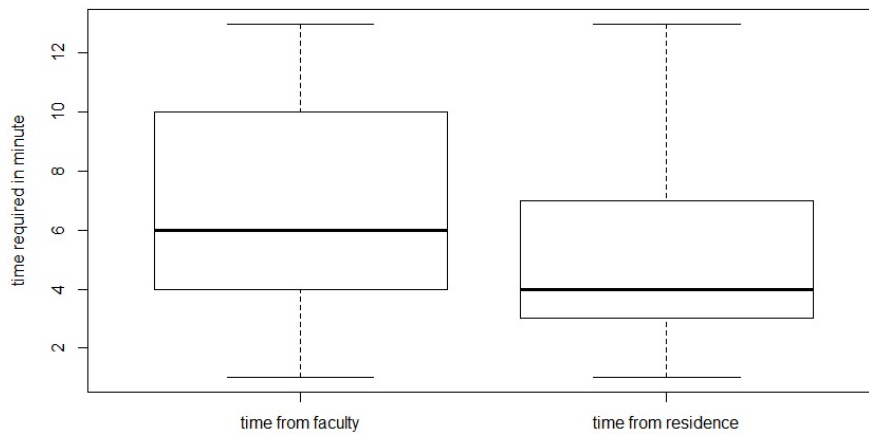 time required in minute
12
10
8
6
4
2
time from faculty
time from residence